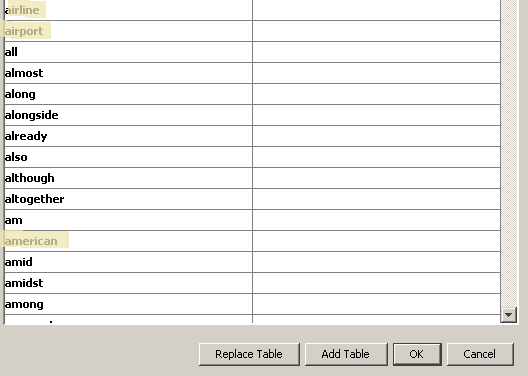 airline
airport
all
almost
along
alongside
already
also
although
altogether
am
american
amid
amidst
among
Replace Table Add Table OK Cancel